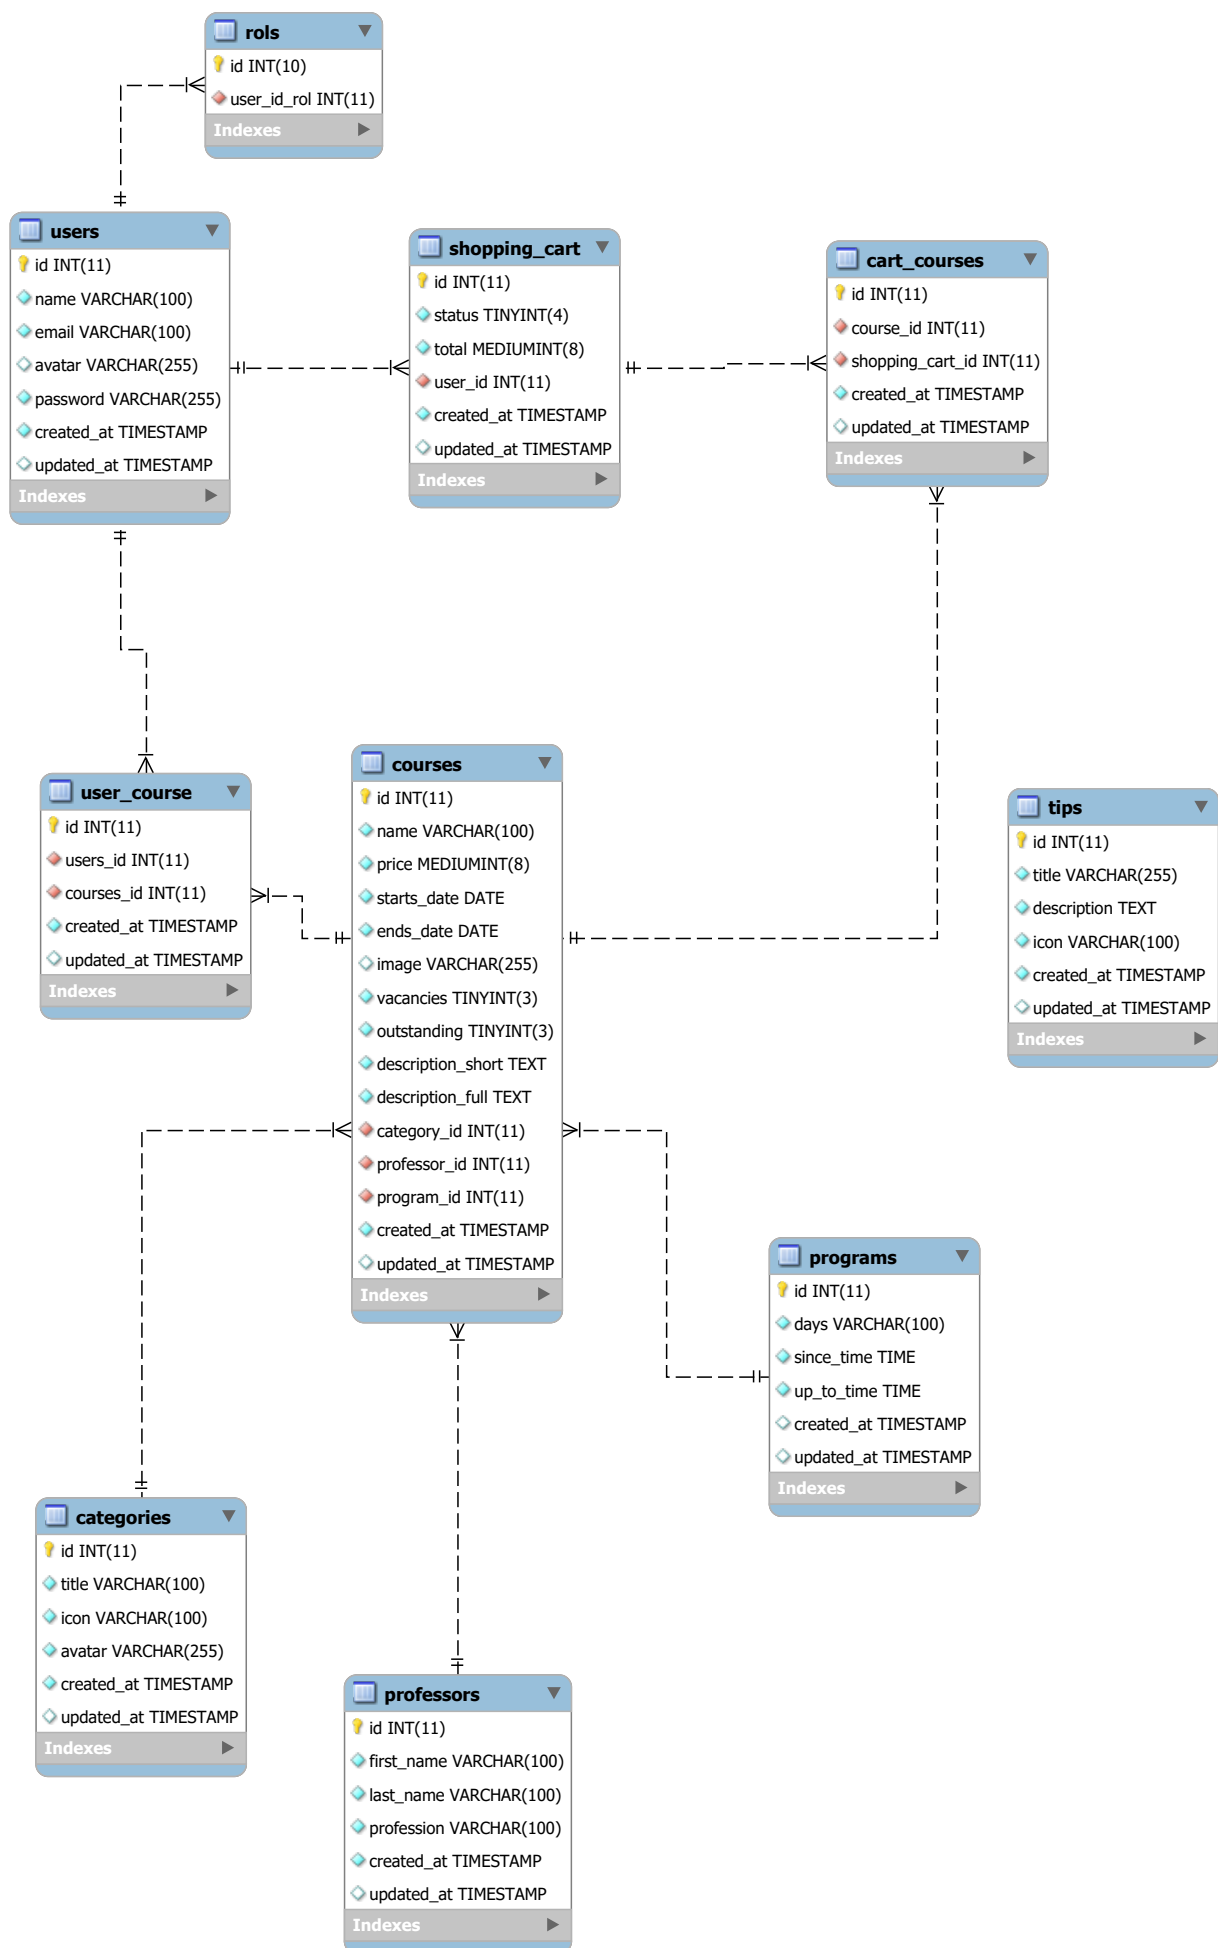 rols
id INT(10)
user_id_rol INT(11)
Indexes
users
id INT(11)
name VARCHAR(100)
email VARCHAR(100)
avatar VARCHAR(255)
password VARCHAR(255)
created_at TIMESTAMP
updated_at TIMESTAMP
Indexes
shopping_cart
id INT(11)
status TINYINT(4)
total MEDIUMINT(8)
user_id INT(11)
created_at TIMESTAMP
updated_at TIMESTAMP
Indexes
cart_courses
id INT(11)
course_id INT(11)
shopping_cart_id INT(11)
created_at TIMESTAMP
updated_at TIMESTAMP
Indexes
user_course
id INT(11)
users_id INT(11)
courses_id INT(11)
created_at TIMESTAMP
updated_at TIMESTAMP
Indexes
courses
id INT(11)
name VARCHAR(100)
price MEDIUMINT(8)
starts_date DATE
ends_date DATE
image VARCHAR(255)
vacancies TINYINT(3)
outstanding TINYINT(3)
description_short TEXT
description_full TEXT
category_id INT(11)
professor_id INT(11)
program_id INT(11)
created_at TIMESTAMP
updated_at TIMESTAMP
Indexes
tips
id INT(11)
title VARCHAR(255)
description TEXT
icon VARCHAR(100)
created_at TIMESTAMP
updated_at TIMESTAMP
Indexes
programs
id INT(11)
days VARCHAR(100)
since_time TIME
up_to_time TIME
created_at TIMESTAMP
updated_at TIMESTAMP
Indexes
categories
id INT(11)
title VARCHAR(100)
icon VARCHAR(100)
avatar VARCHAR(255)
created_at TIMESTAMP
updated_at TIMESTAMP
Indexes
professors
id INT(11)
first_name VARCHAR(100)
last_name VARCHAR(100)
profession VARCHAR(100)
created_at TIMESTAMP
updated_at TIMESTAMP
Indexes